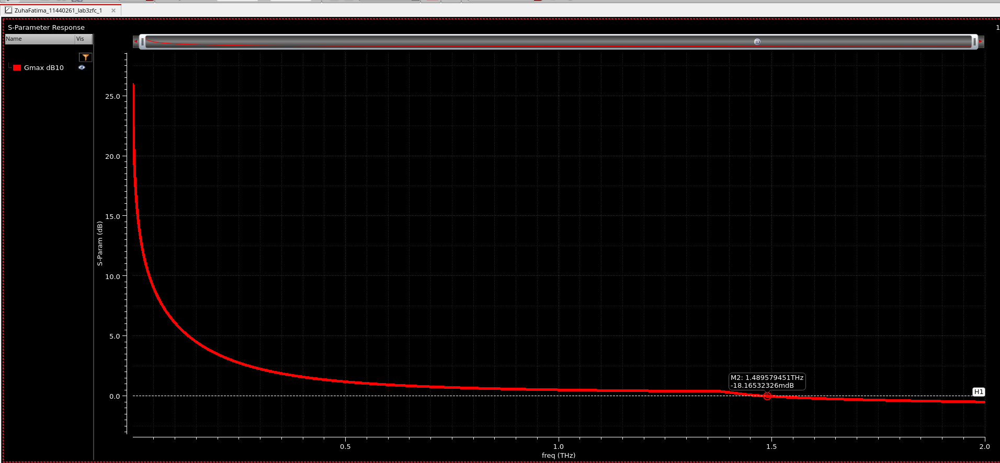 ZuhaFatima_11440261_lab3zfc_1
S-Parameter Response
1
Name Vis
m
Gmax dB10
25.0
20.0
15.0
10.0
5.0
0.0
S-Param (dB)
M2: 1.489579451THz
-18.16532326mdB
H1
0.5 1.0 1.5 2.0
freq (THz)